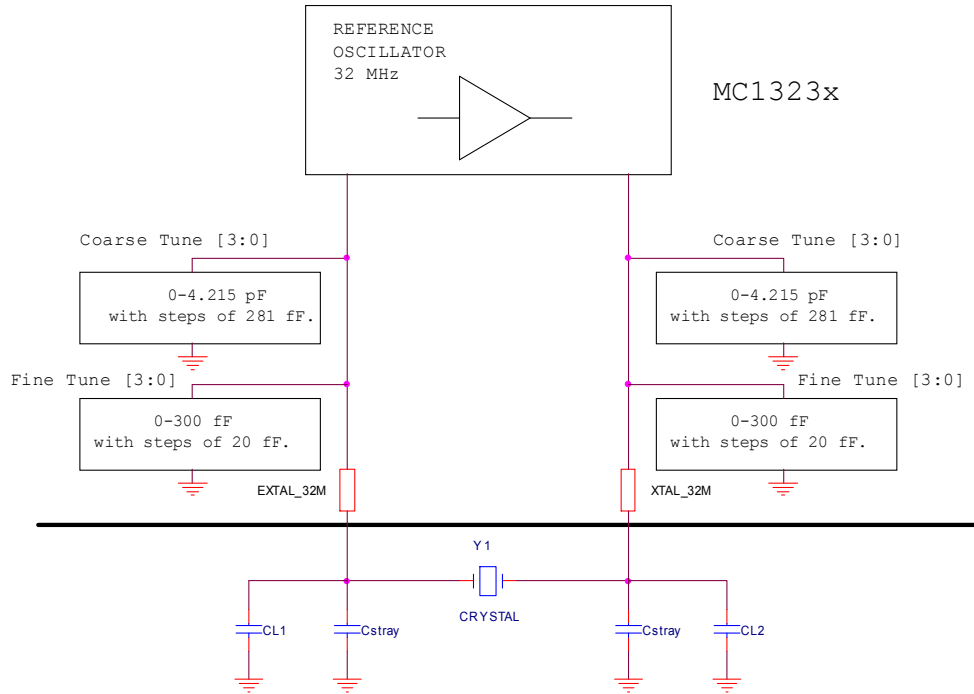 REFERENCE
OSCILLATOR
32 MHz
MC1323x
Coarse Tune [3:0]
Coarse Tune [3:0]
0-4.215 pF
with steps of 281 fF.
0-4.215 pF
with steps of 281 fF.
Fine Tune [3:0]
Fine Tune [3:0]
0-300 fF
with steps of 20 fF.
0-300 fF
with steps of 20 fF.
EXTAL_32M
XTAL_32M
Y1
CRYSTAL
CL1
Cstray
Cstray
CL2